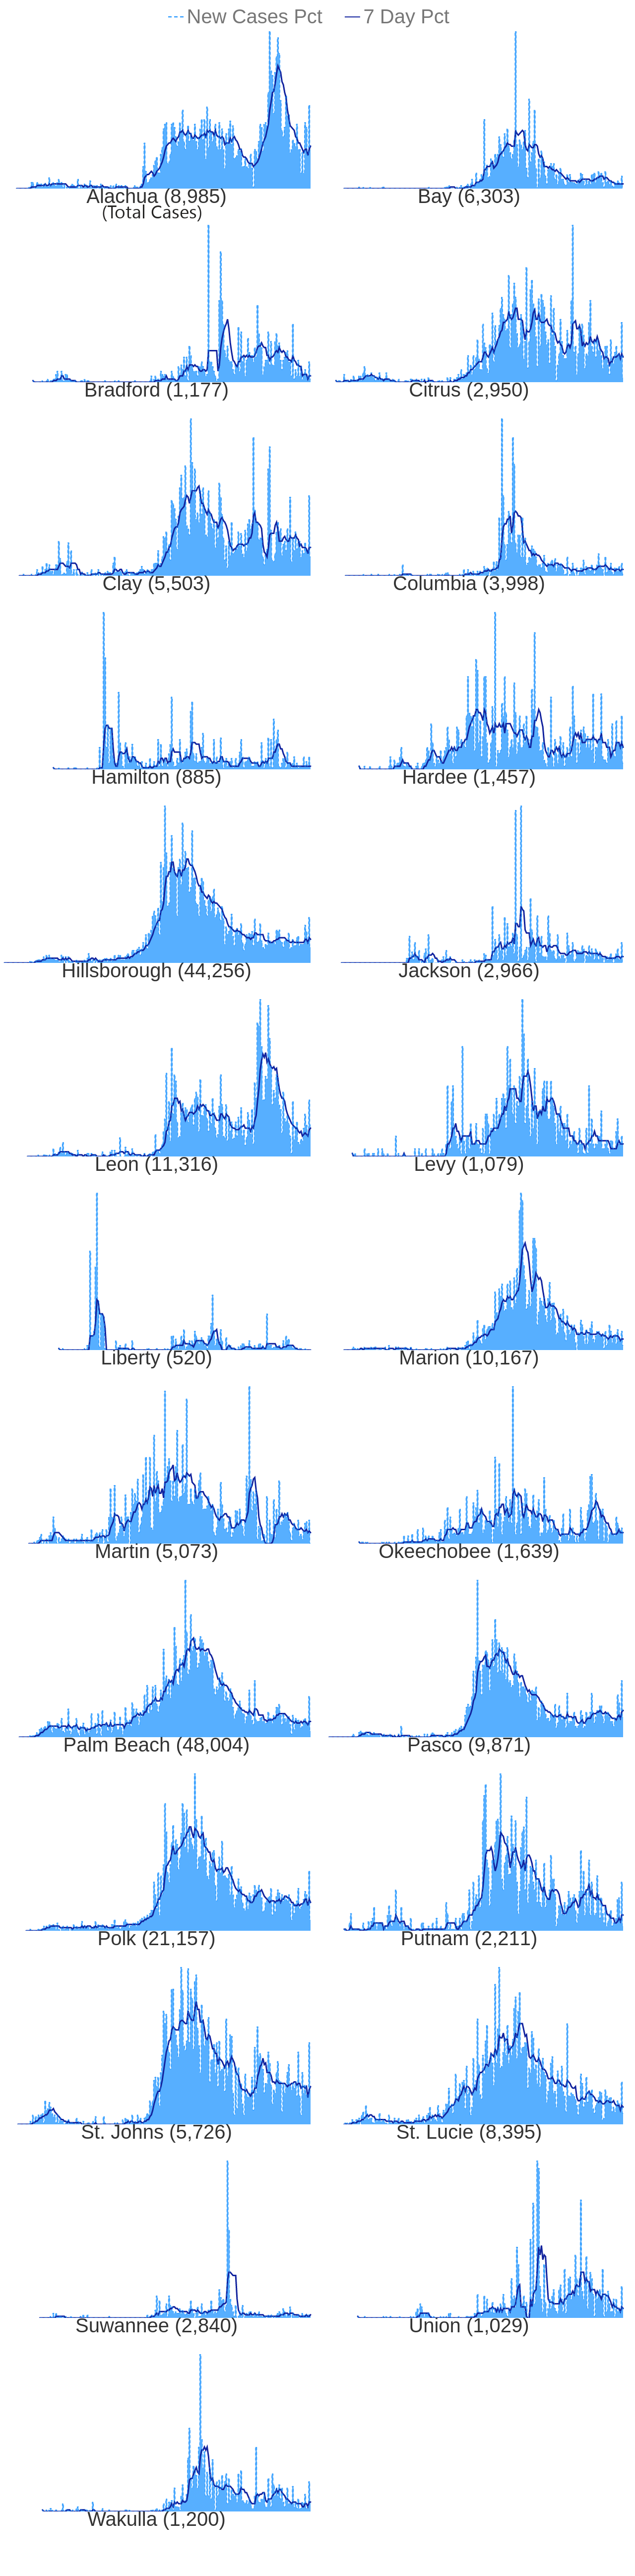 New Cases Pct 7 Day Pct
Alachua (8,985) Bay (6,303)
(Total Cases)
Bradford (1,177) Citrus (2,950)
Clay (5,503) Columbia (3,998)
Hamilton (885) Hardee (1,457)
Hillsborough (44,256) Jackson (2,966)
Leon (11,316) Levy (1,079)
Liberty (520) Marion (10,167)
Martin (5,073) Okeechobee (1,639)
Palm Beach (48,004) Pasco (9,871)
Polk (21,157) Putnam (2,211)
St. Johns (5,726) St. Lucie (8,395)
Suwannee (2,840) Union (1,029)
Wakulla (1,200)